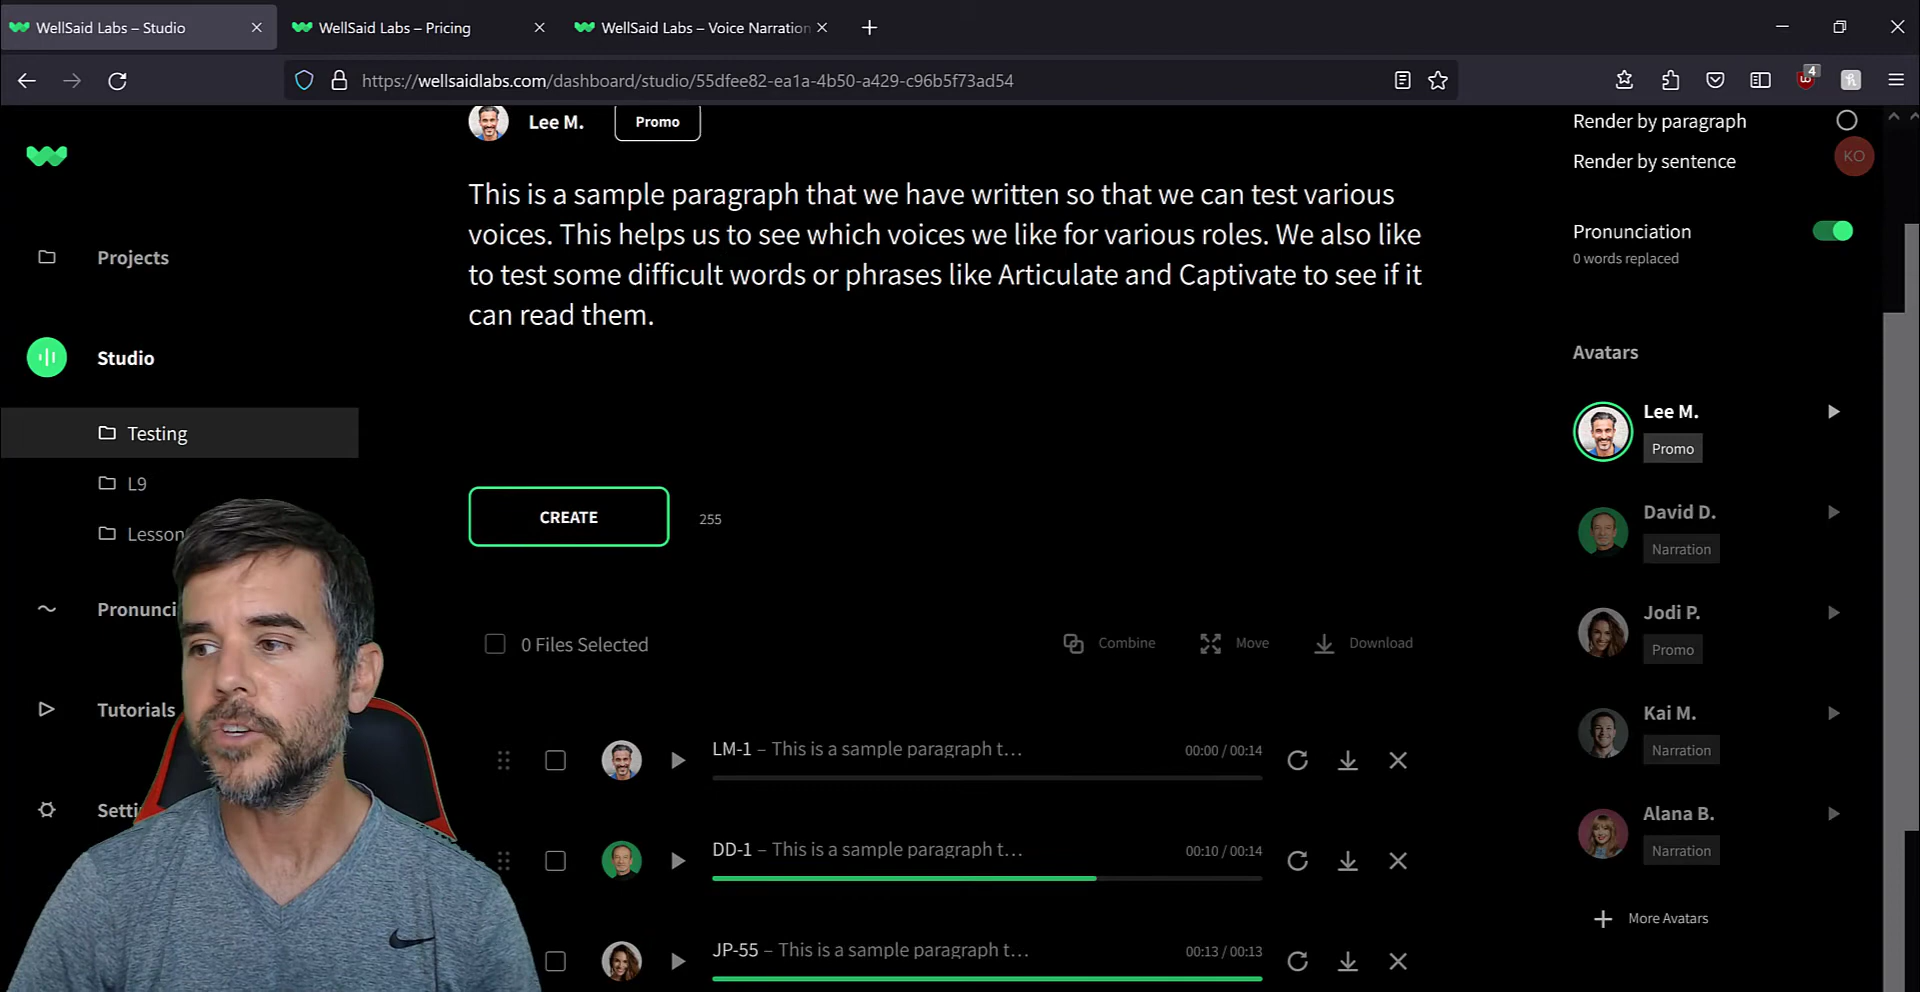 WellSaid Labs – Studio
WellSaid Labs – Pricing
WellSaid Labs – Voice Narration
https://wellsaidlabs.com/dashboard/studio/55dfee82-ea1a-4b50-a429-c96b5f73ad54
4
Lee M.
Promo
Render by paragraph
Render by sentence
KO
This is a sample paragraph that we have written so that we can test various
voices. This helps us to see which voices we like for various roles. We also like
to test some difficult words or phrases like Articulate and Captivate to see if it
can read them.
Pronunciation
0 words replaced
Projects
Studio
Testing
L9
Lesson
Pronunci
Tutorials
Setti
CREATE
255
0 Files Selected
Combine
Move
Download
LM-1 – This is a sample paragraph t…
00:00 / 00:14
DD-1 – This is a sample paragraph t…
00:10 / 00:14
JP-55 – This is a sample paragraph t…
00:13 / 00:13
Avatars
Lee M.
Promo
David D.
Narration
Jodi P.
Promo
Kai M.
Narration
Alana B.
Narration
More Avatars